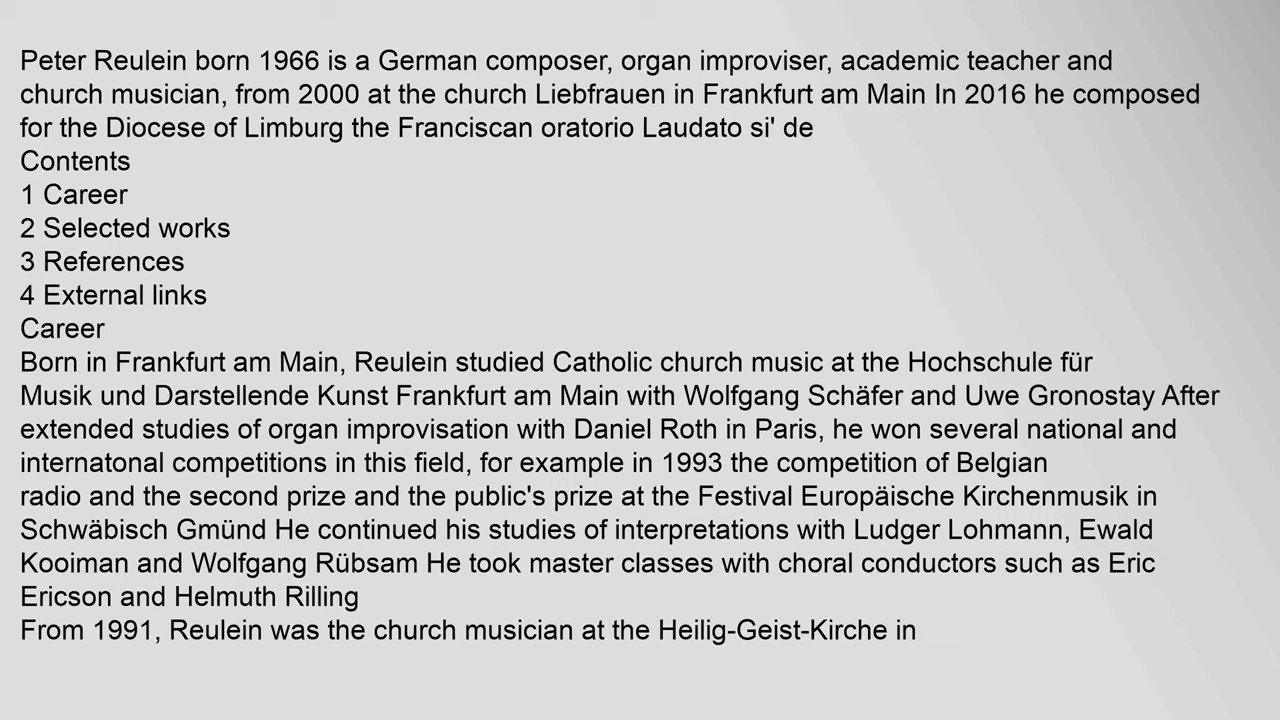 Peter Reulein born 1966 is a German composer, organ improviser, academic teacher and
church musician, from 2000 at the church Liebfrauen in Frankfurt am Main In 2016 he composed
for the Diocese of Limburg the Franciscan oratorio Laudato si' de
Contents
1 Career
2 Selected works
3 References
4 External links
Career
Born in Frankfurt am Main, Reulein studied Catholic church music at the Hochschule für
Musik und Darstellende Kunst Frankfurt am Main with Wolfgang Schäfer and Uwe Gronostay After
extended studies of organ improvisation with Daniel Roth in Paris, he won several national and
internatonal competitions in this field, for example in 1993 the competition of Belgian
radio and the second prize and the public's prize at the Festival Europäische Kirchenmusik in
Schwäbisch Gmünd He continued his studies of interpretations with Ludger Lohmann, Ewald
Kooiman and Wolfgang Rübsam He took master classes with choral conductors such as Eric
Ericson and Helmuth Rilling
From 1991, Reulein was the church musician at the Heilig-Geist-Kirche in